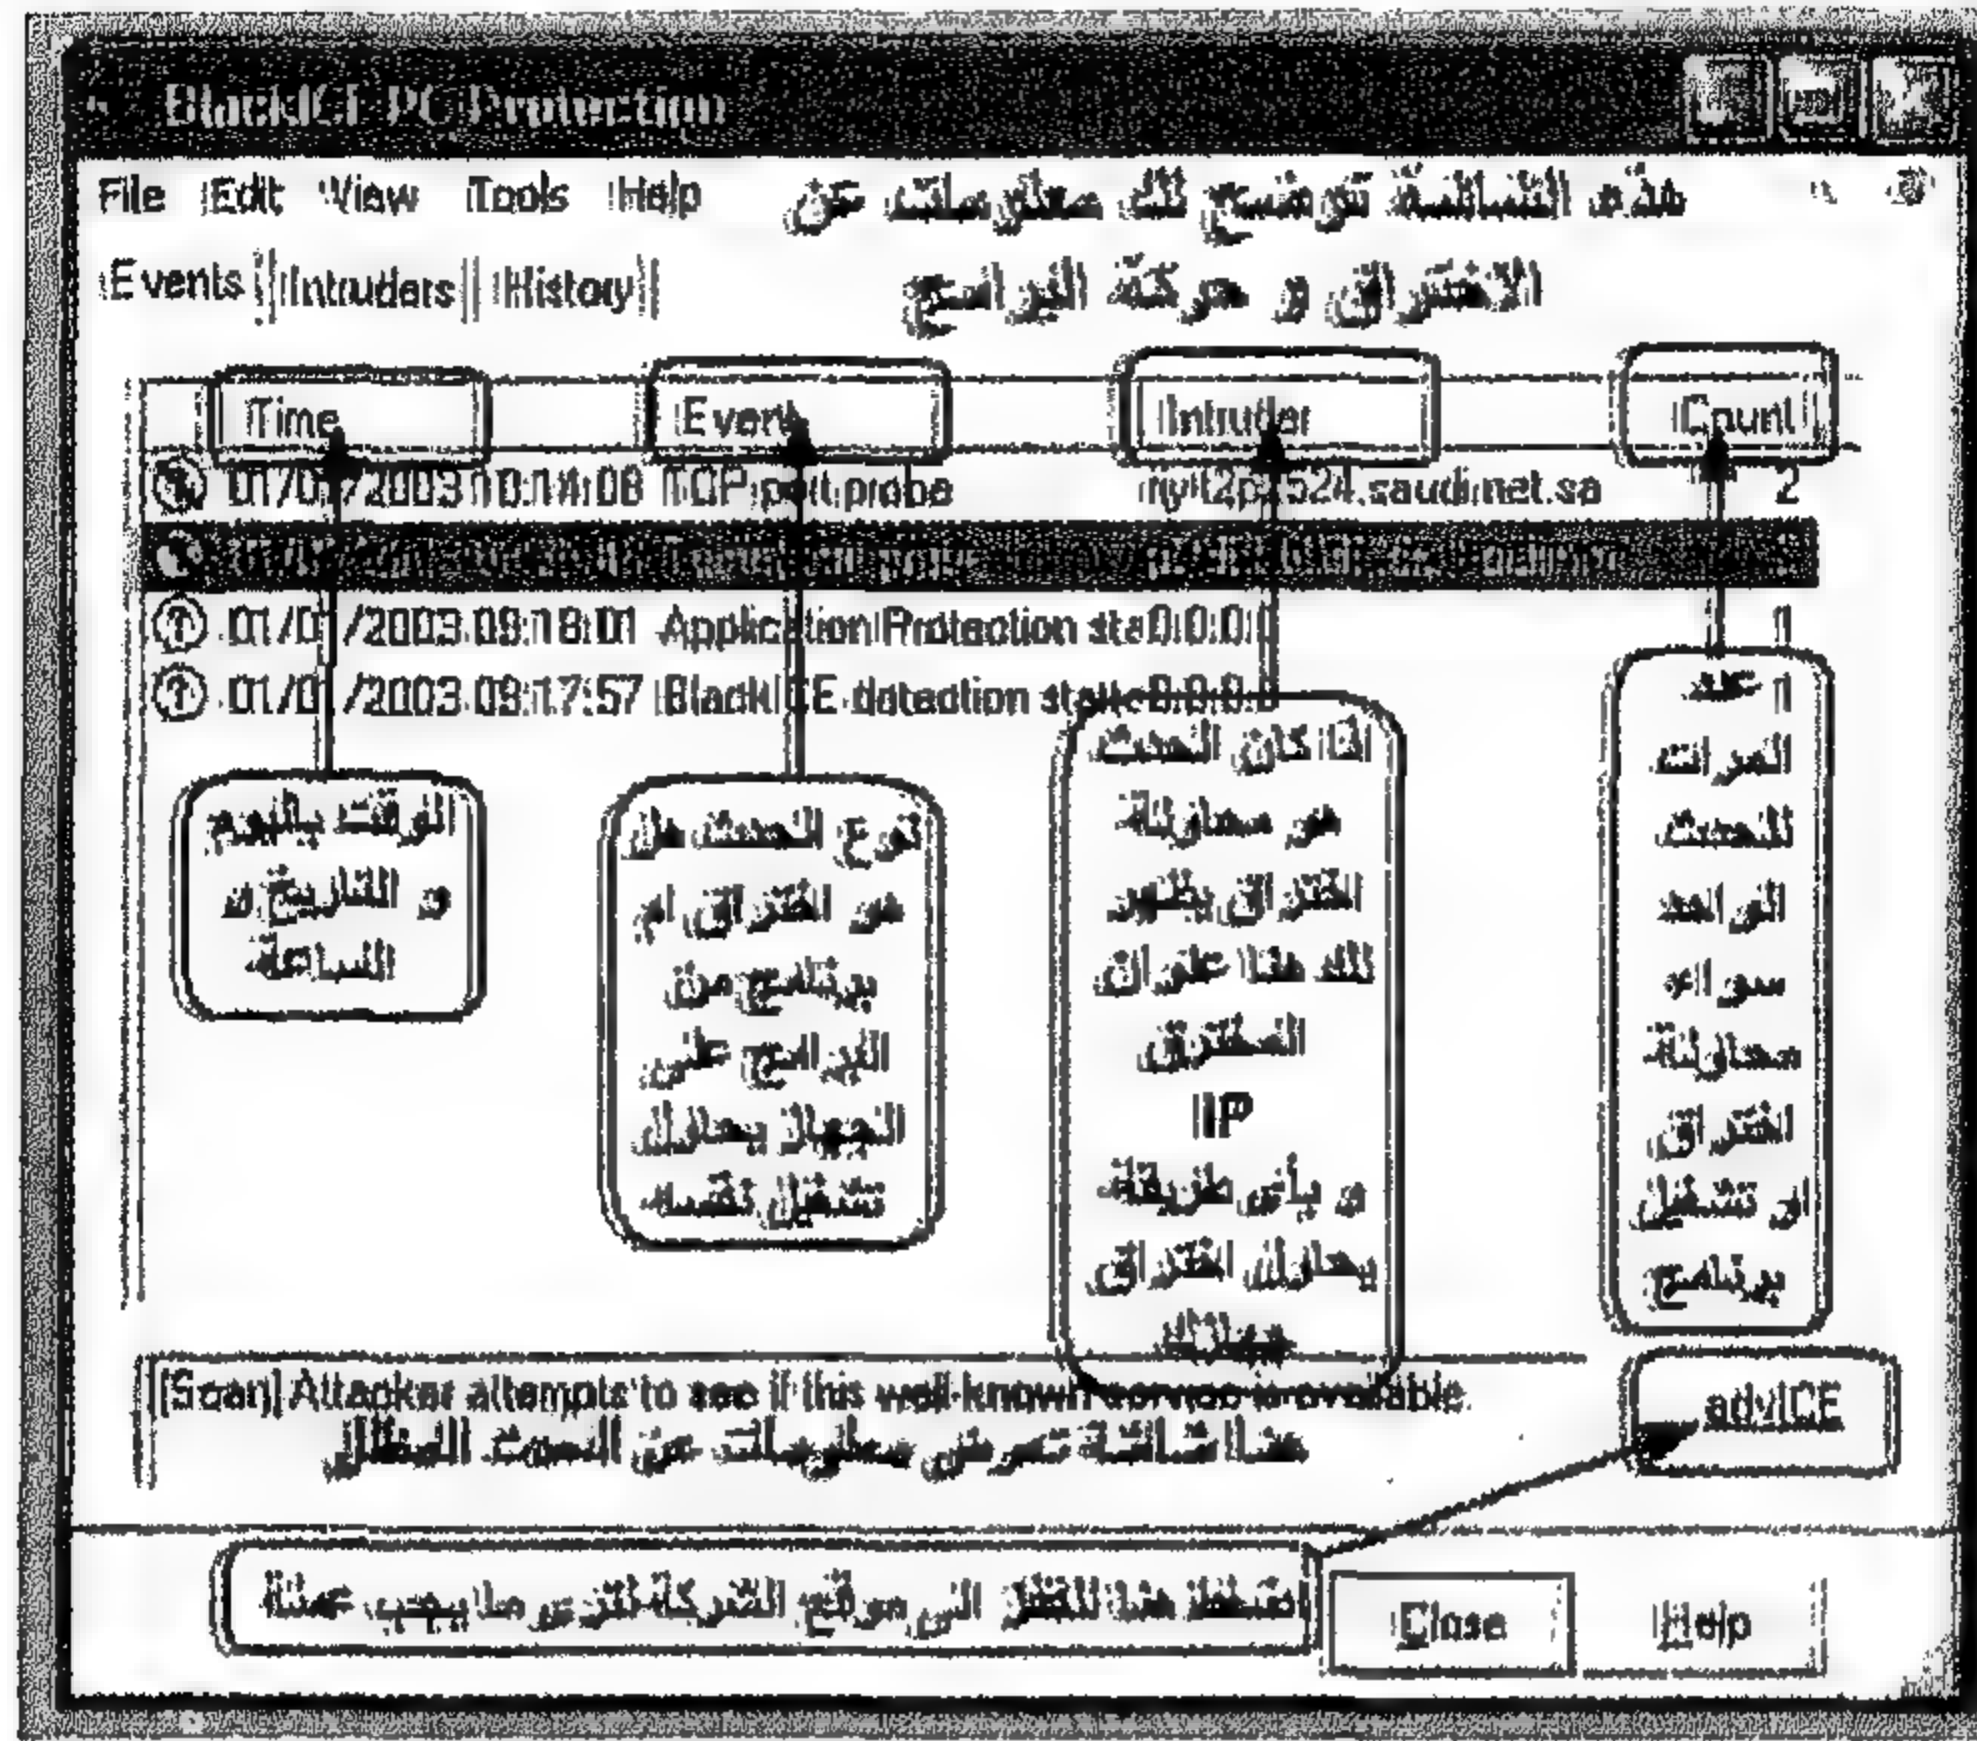 BlackICE PC Protection
File Edit View Tools Help
هذه الشاشة توضح لك معلومات عن
الاختراق و حركة البرامج
Events Intruders History
Time Event Intruder Count
01/01/2003 10:14:08 TCP port probe saudi.net.sa 2
01/01/2003 09:18:01 Application Protection sta 0.0.0.0 1
01/01/2003 09:17:57 BlackICE detection starte 0.0.0.0 1
الوقت باليوم
و التاريخ و
الساعة
نوع الحدث هل
هو اختراق ام
برنامج من
البرامج على
الجهاز يحاول
تشغيل نفسه
اذا كان الحدث
هو محاولة
اختراق يظهر
لك هنا عنوان
المخترق
IP
و بأى طريقة
يحاول اختراق
جهازك
عدد
المرات
للحدث
الواحد
سواء
محاولة
اختراق
او تشغيل
برنامج
[Scan] Attacker attempts to see if this well-known service is available.
هنا شاشة تعرض معلومات عن الحدث المظلل
advICE
اضغط هنا للقفز الى موقع الشركة لترى ما يجب عملة
Close Help